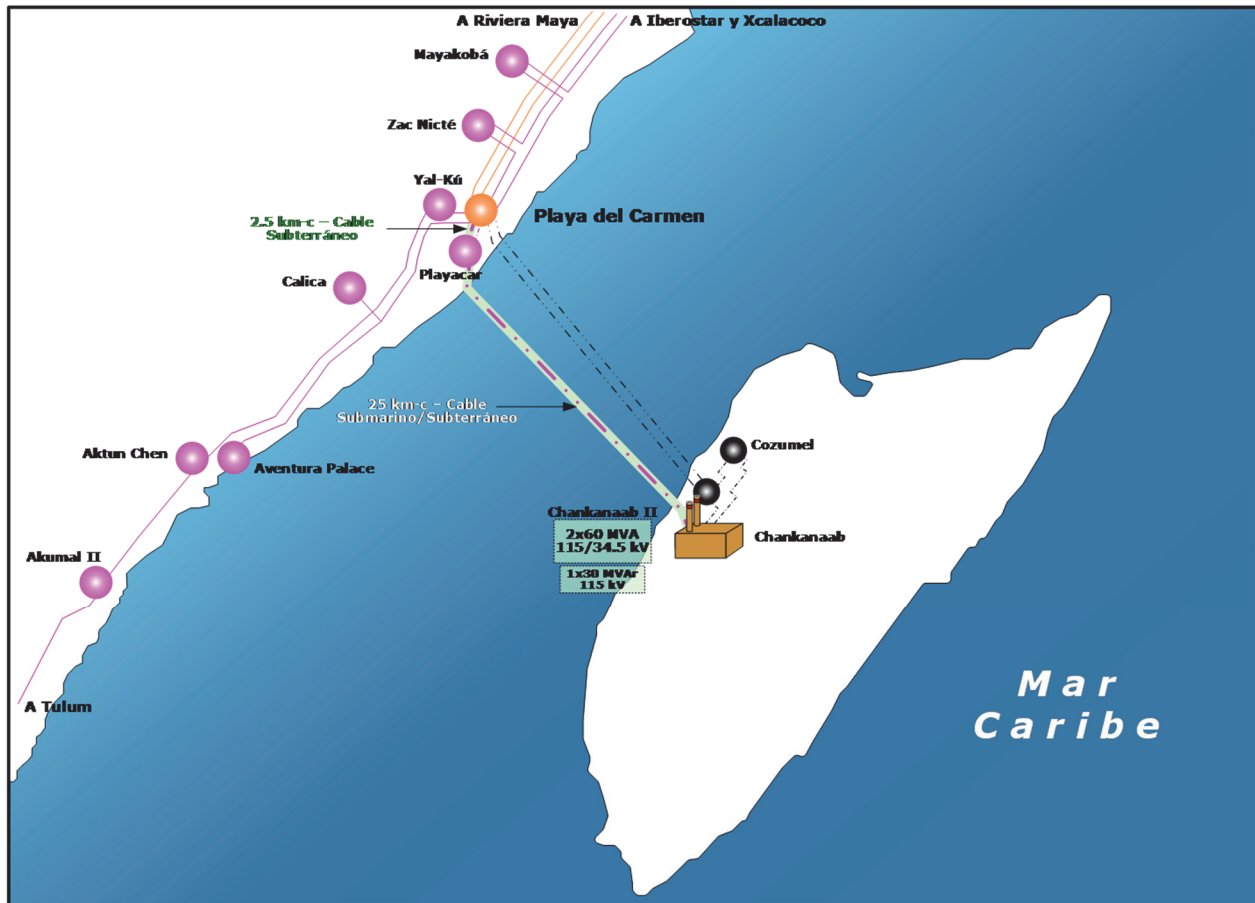 A Riviera Maya
A Iberostar y Xcalacoco
Mayakobá
Zac Nicté
Yal-Kú
2.5 km-c – Cable
Subterráneo
Playa del Carmen
Playacar
Calica
25 km-c – Cable
Submarino/Subterráneo
Aktun Chen
Aventura Palace
Cozumel
Chankanaab II
2x60 MVA
115/34.5 kV
Chankanaab
1x30 MVAr
115 kV
Akumal II
A Tulum
Mar
Caribe